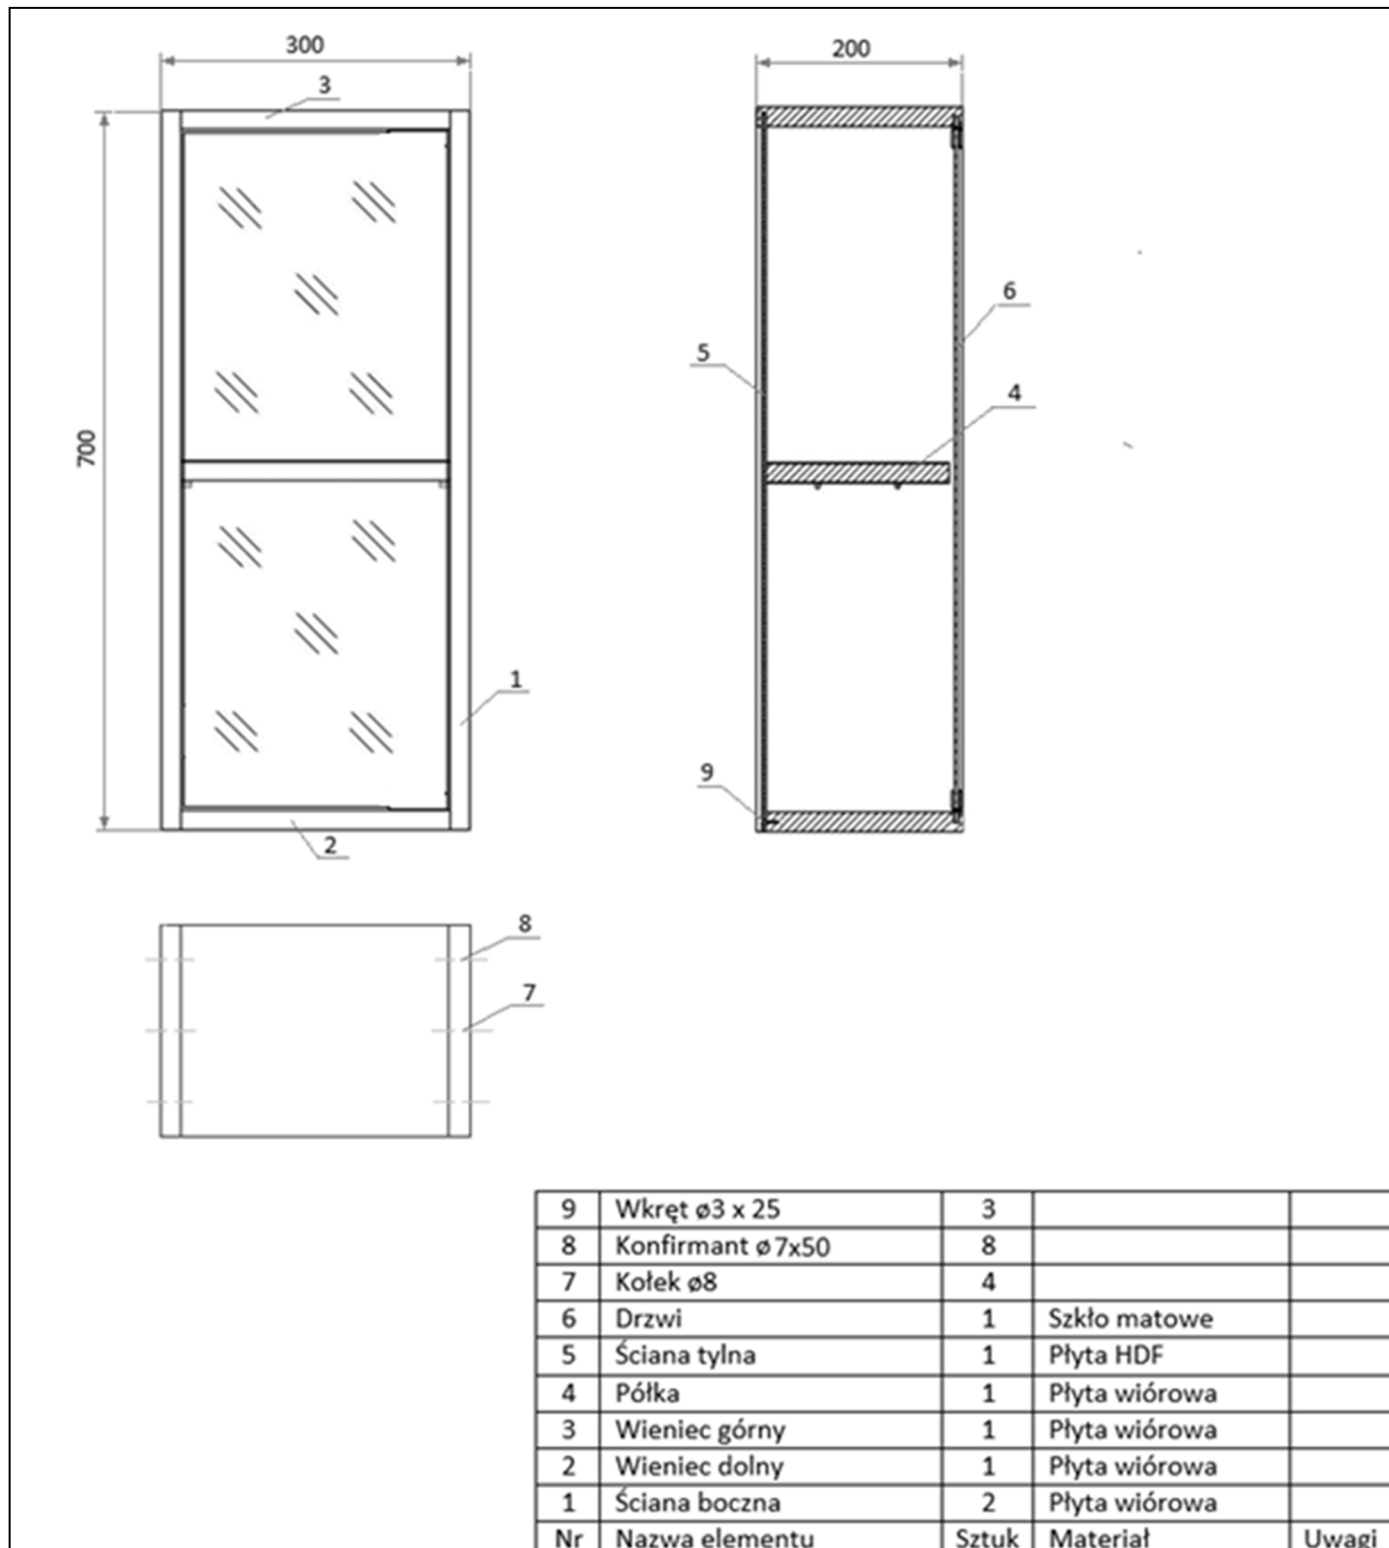 300
200
3
6
5
4
700
1
9
2
8
7
9 Wkręt ø3 x 25 3
8 Konfirmant ø7x50 8
7 Kołek ø8 4
6 Drzwi 1 Szkło matowe
5 Ściana tylna 1 Płyta HDF
4 Półka 1 Płyta wiórowa
3 Wieniec górny 1 Płyta wiórowa
2 Wieniec dolny 1 Płyta wiórowa
1 Ściana boczna 2 Płyta wiórowa
Nr Nazwa elementu Sztuk Materiał Uwagi